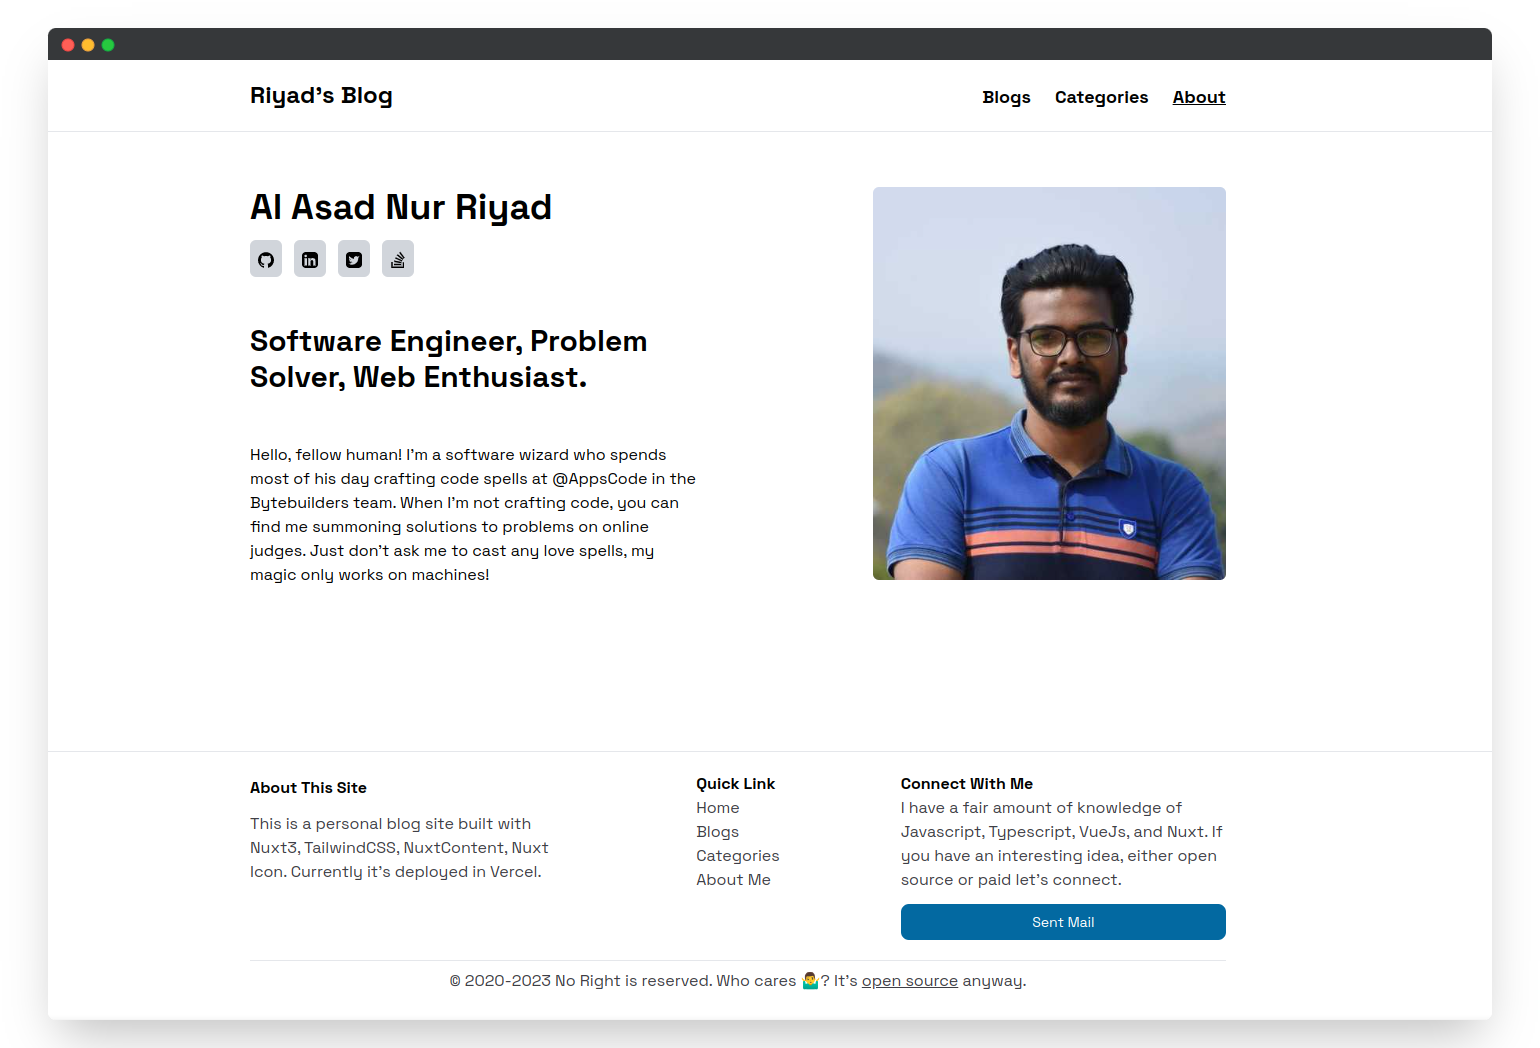 Riyad's Blog
Blogs Categories About
Al Asad Nur Riyad
Software Engineer, Problem
Solver, Web Enthusiast.
Hello, fellow human! I'm a software wizard who spends
most of his day crafting code spells at @AppsCode in the
Bytebuilders team. When I'm not crafting code, you can
find me summoning solutions to problems on online
judges. Just don't ask me to cast any love spells, my
magic only works on machines!
About This Site
This is a personal blog site built with
Nuxt3, TailwindCSS, NuxtContent, Nuxt
Icon. Currently it's deployed in Vercel.
Quick Link
Home
Blogs
Categories
About Me
Connect With Me
I have a fair amount of knowledge of
Javascript, Typescript, VueJs, and Nuxt. If
you have an interesting idea, either open
source or paid let's connect.
Sent Mail
© 2020-2023 No Right is reserved. Who cares 🤷‍♂️? It's open source anyway.